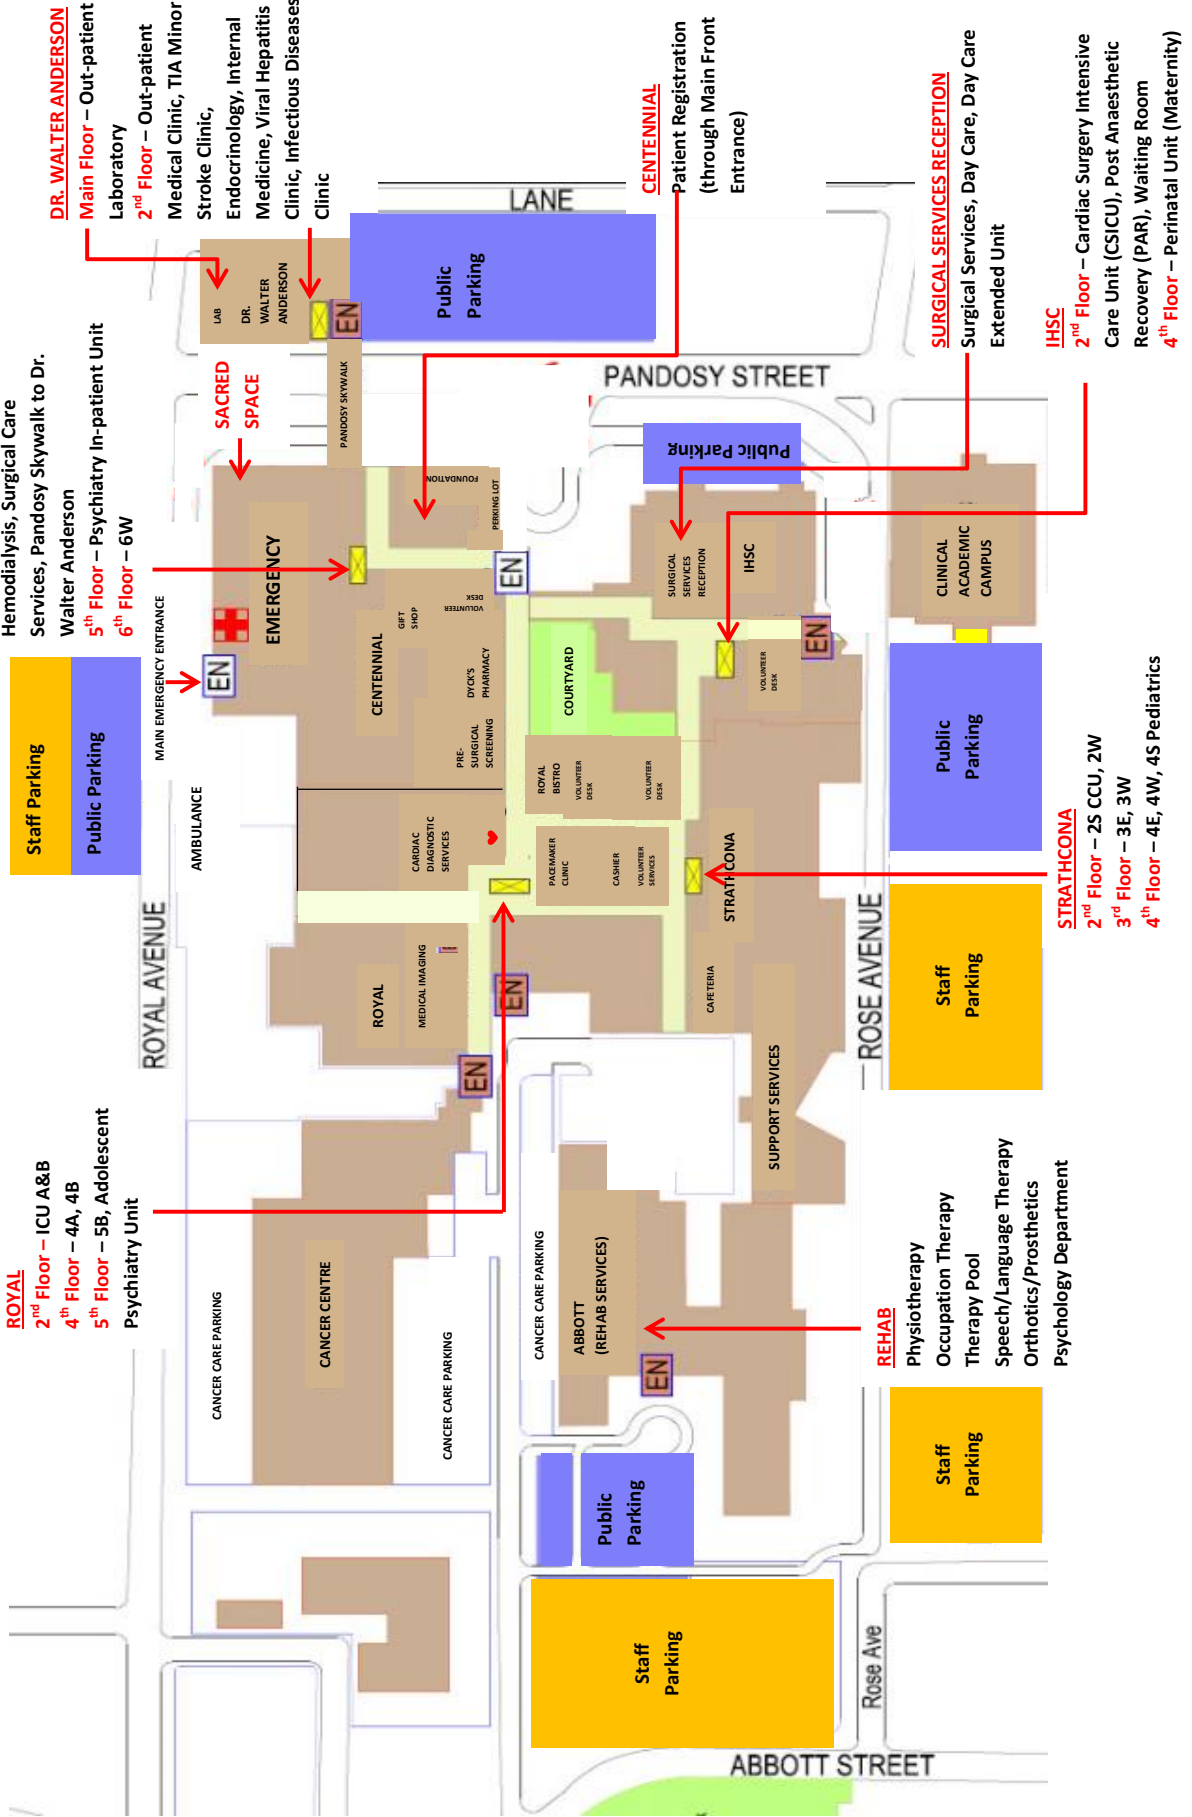 ROYAL
2nd Floor – ICU A&B
4th Floor – 4A, 4B
5th Floor – 5B, Adolescent
Psychiatry Unit
Hemodialysis, Surgical Care
Services, Pandosy Skywalk to Dr.
Walter Anderson
5th Floor – Psychiatry In-patient Unit
6th Floor – 6W
DR. WALTER ANDERSON
Main Floor – Out-patient
Laboratory
2nd Floor – Out-patient
Medical Clinic, TIA Minor
Stroke Clinic,
Endocrinology, Internal
Medicine, Viral Hepatitis
Clinic, Infectious Diseases
Clinic
Staff Parking
Public Parking
MAIN EMERGENCY ENTRANCE
ROYAL AVENUE
AMBULANCE
EN
SACRED
SPACE
LAB
DR.
WALTER
ANDERSON
EN
PANDOSY SKYWALK
Public
Parking
LANE
PANDOSY STREET
CENTENNIAL
Patient Registration
(through Main Front
Entrance)
EMERGENCY
CENTENNIAL
GIFT
SHOP
VOLUNTEER
DESK
FOUNDATION
PERKING LOT
EN
DYCK'S
PHARMACY
PRE-
SURGICAL
SCREENING
CARDIAC
DIAGNOSTIC
SERVICES
ROYAL
MEDICAL IMAGING
EN
EN
CANCER CARE PARKING
CANCER CENTRE
CANCER CARE PARKING
CANCER CARE PARKING
COURTYARD
ROYAL
BISTRO
VOLUNTEER
DESK
VOLUNTEER
DESK
PACEMAKER
CLINIC
CASHIER
VOLUNTEER
SERVICES
Public Parking
SURGICAL
SERVICES
RECEPTION
IHSC
VOLUNTEER
DESK
EN
STRATHCONA
CAFETERIA
SUPPORT SERVICES
ABBOTT
(REHAB SERVICES)
EN
Public
Parking
Staff
Parking
ABBOTT STREET
Rose Ave
ROSE AVENUE
Staff
Parking
Staff
Parking
Public
Parking
CLINICAL
ACADEMIC
CAMPUS
SURGICAL SERVICES RECEPTION
Surgical Services, Day Care, Day Care
Extended Unit
IHSC
2nd Floor – Cardiac Surgery Intensive
Care Unit (CSICU), Post Anaesthetic
Recovery (PAR), Waiting Room
4th Floor – Perinatal Unit (Maternity)
STRATHCONA
2nd Floor – 2S CCU, 2W
3rd Floor – 3E, 3W
4th Floor – 4E, 4W, 4S Pediatrics
REHAB
Physiotherapy
Occupation Therapy
Therapy Pool
Speech/Language Therapy
Orthotics/Prosthetics
Psychology Department